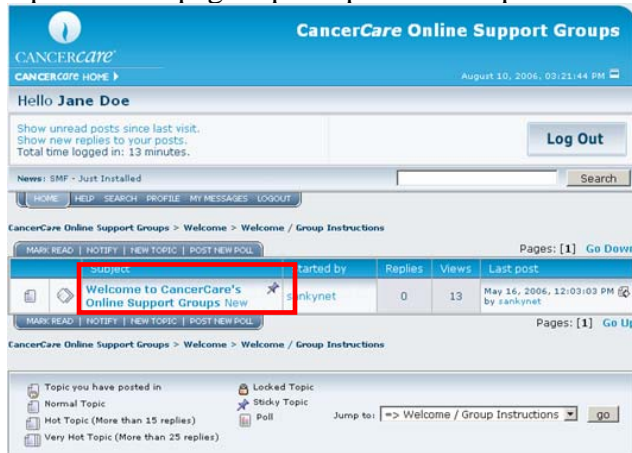 CancerCare Online Support Groups
CANCERcare
CANCERcare HOME
August 10, 2006, 03:21:44 PM
Hello Jane Doe
Show unread posts since last visit.
Show new replies to your posts.
Total time logged in: 13 minutes.
Log Out
News: SMF - Just Installed
Search
HOME HELP SEARCH PROFILE MY MESSAGES LOGOUT
CancerCare Online Support Groups > Welcome > Welcome / Group Instructions
MARK READ | NOTIFY | NEW TOPIC | POST NEW POLL
Pages: [1] Go Down
Subject Started by Replies Views Last post
Welcome to CancerCare's
Online Support Groups New
sankynet 0 13
May 16, 2006, 12:03:03 PM
by sankynet
MARK READ | NOTIFY | NEW TOPIC | POST NEW POLL
Pages: [1] Go Up
CancerCare Online Support Groups > Welcome > Welcome / Group Instructions
Topic you have posted in
Normal Topic
Hot Topic (More than 15 replies)
Very Hot Topic (More than 25 replies)
Locked Topic
Sticky Topic
Poll
Jump to: => Welcome / Group Instructions go